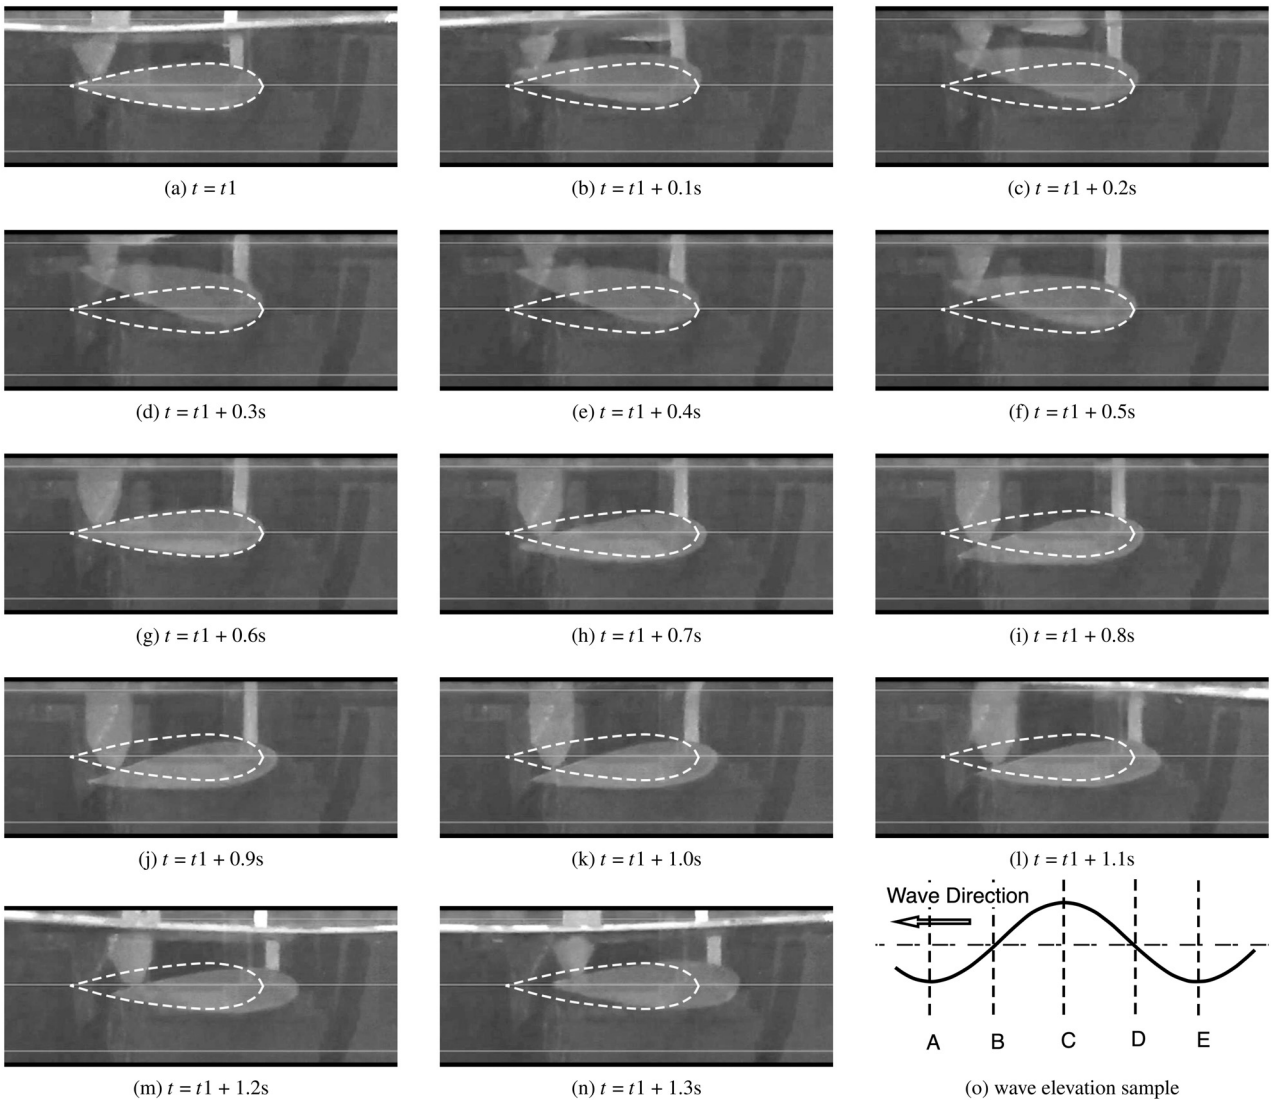 (a) t = t1
(b) t = t1 + 0.1s
(c) t = t1 + 0.2s
(d) t = t1 + 0.3s
(e) t = t1 + 0.4s
(f) t = t1 + 0.5s
(g) t = t1 + 0.6s
(h) t = t1 + 0.7s
(i) t = t1 + 0.8s
(j) t = t1 + 0.9s
(k) t = t1 + 1.0s
(l) t = t1 + 1.1s
Wave Direction
A B C D E
(m) t = t1 + 1.2s
(n) t = t1 + 1.3s
(o) wave elevation sample